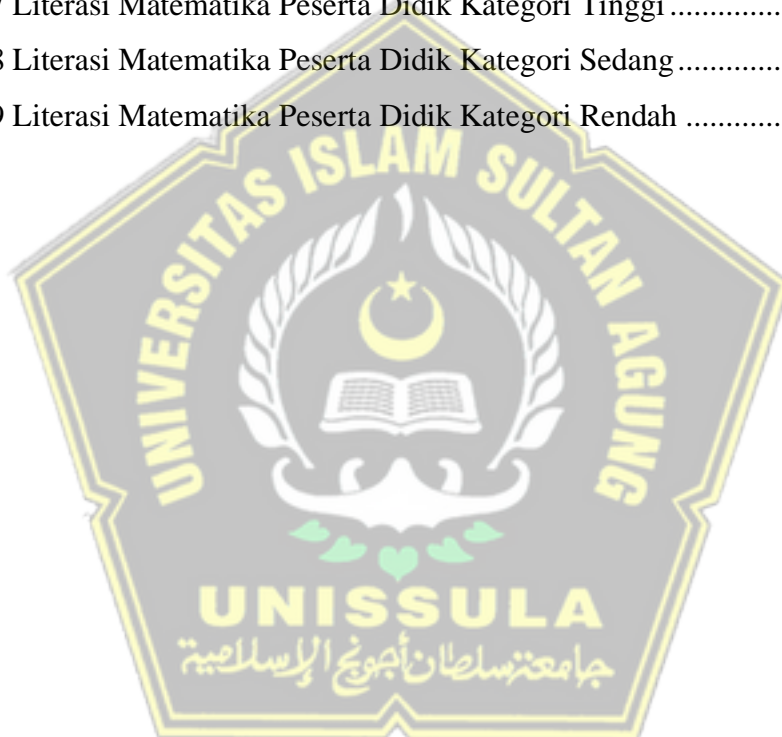 7 Literasi Matematika Peserta Didik Kategori Tinggi ..............
8 Literasi Matematika Peserta Didik Kategori Sedang .............
9 Literasi Matematika Peserta Didik Kategori Rendah ............
UNIVERSITAS ISLAM SULTAN AGUNG
UNISSULA
جامعة سلطان أجونج الإسلامية